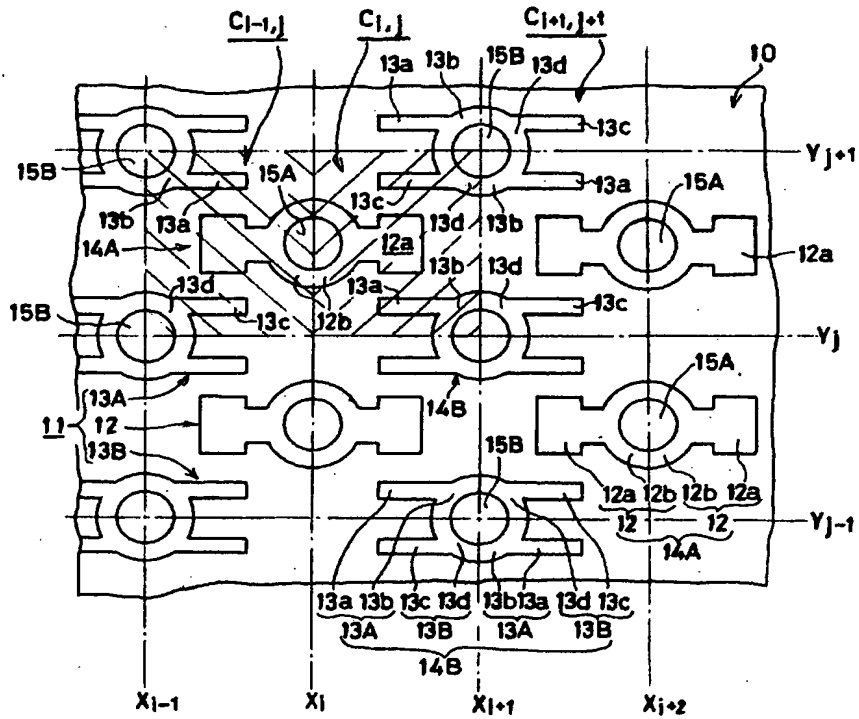 C_{i-1,j} C_{i,j} C_{i+1,j+1}
13b 15B 13d 10
13a
13c
15B Y_{j+1}
13b 13a 15A 13c 13d 13b 13a 15A
14A 12a 12a
13d 13a 13b 13d
15B 13c 12b 13c
Y_j
13A 14B 15A
11 12 15B
13B
12a 12b 12b 12a
12 12 Y_{j-1}
14A
13a 13b 13c 13d 13b 13a 13d 13c
13A 13B 13A 13B
14B
X_{i-1} X_i X_{i+1} X_{i+2}